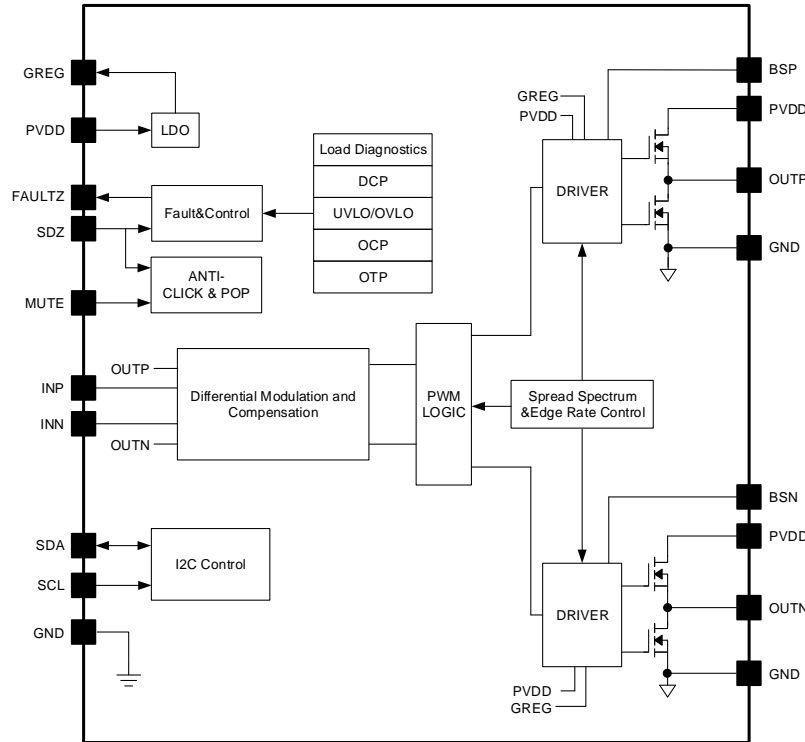 GREG
PVDD
LDO
FAULTZ
SDZ
MUTE
Fault&Control
ANTI-
CLICK & POP
Load Diagnostics
DCP
UVLO/OVLO
OCP
OTP
INP
INN
OUTP
OUTN
Differential Modulation and
Compensation
PWM
LOGIC
Spread Spectrum
&Edge Rate Control
SDA
SCL
GND
I2C Control
GREG
PVDD
DRIVER
BSP
PVDD
OUTP
GND
DRIVER
PVDD
GREG
BSN
PVDD
OUTN
GND